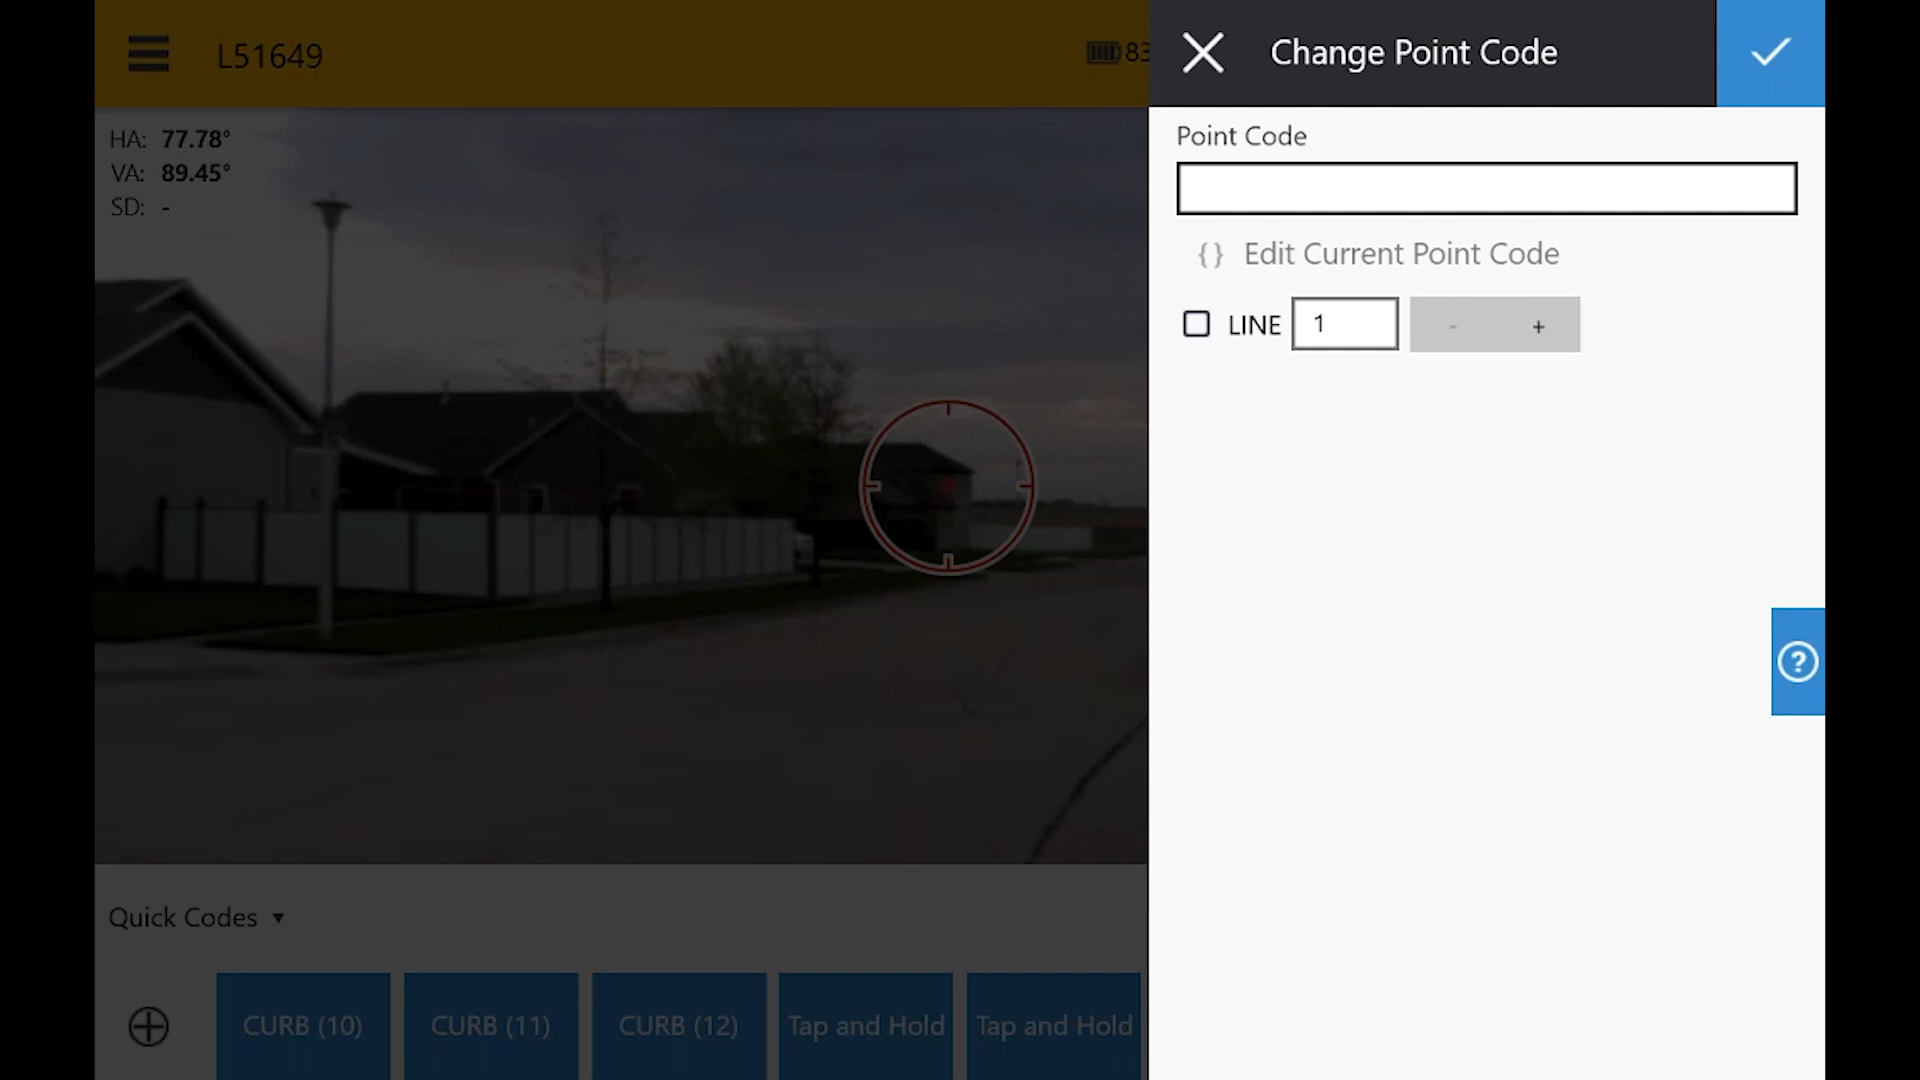 L51649
83
Change Point Code
HA: 77.78°
VA: 89.45°
SD: -
Point Code
{} Edit Current Point Code
LINE 1 - +
?
Quick Codes ▼
CURB (10)
CURB (11)
CURB (12)
Tap and Hold
Tap and Hold